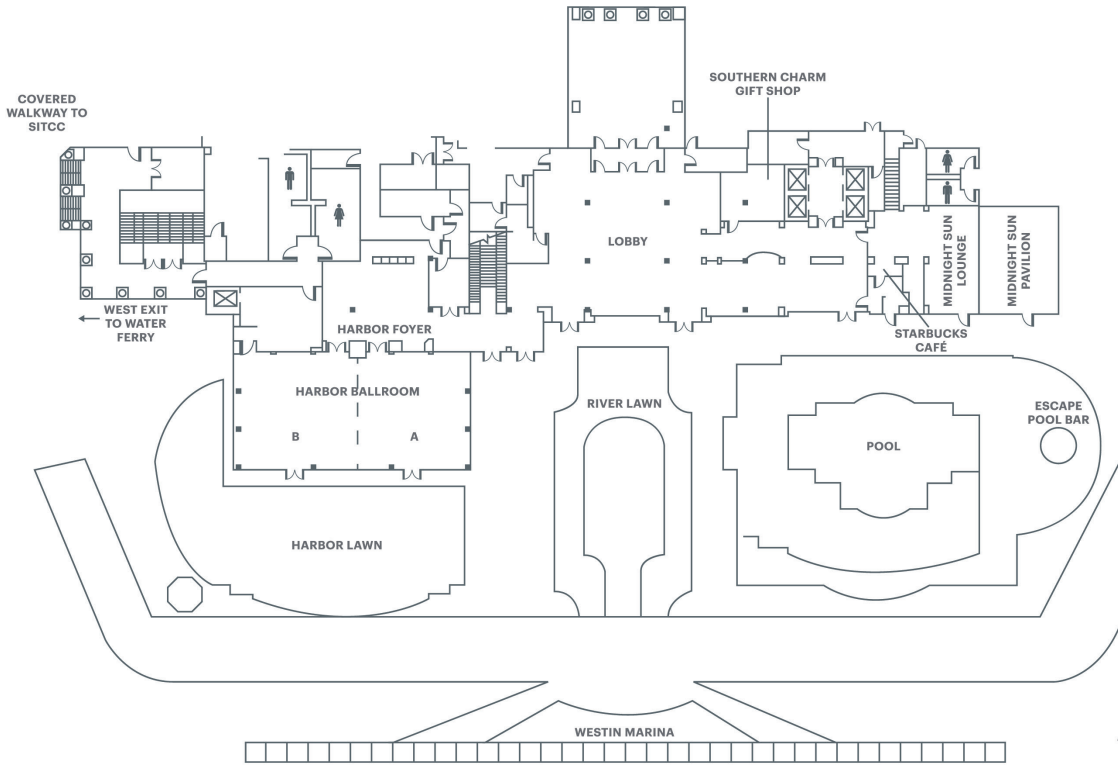 SOUTHERN CHARM
GIFT SHOP
COVERED
WALKWAY TO
SITCC
LOBBY
MIDNIGHT SUN
LOUNGE
MIDNIGHT SUN
PAVILION
WEST EXIT
TO WATER
FERRY
HARBOR FOYER
STARBUCKS
CAFÉ
HARBOR BALLROOM
B
A
RIVER LAWN
ESCAPE
POOL BAR
POOL
HARBOR LAWN
WESTIN MARINA